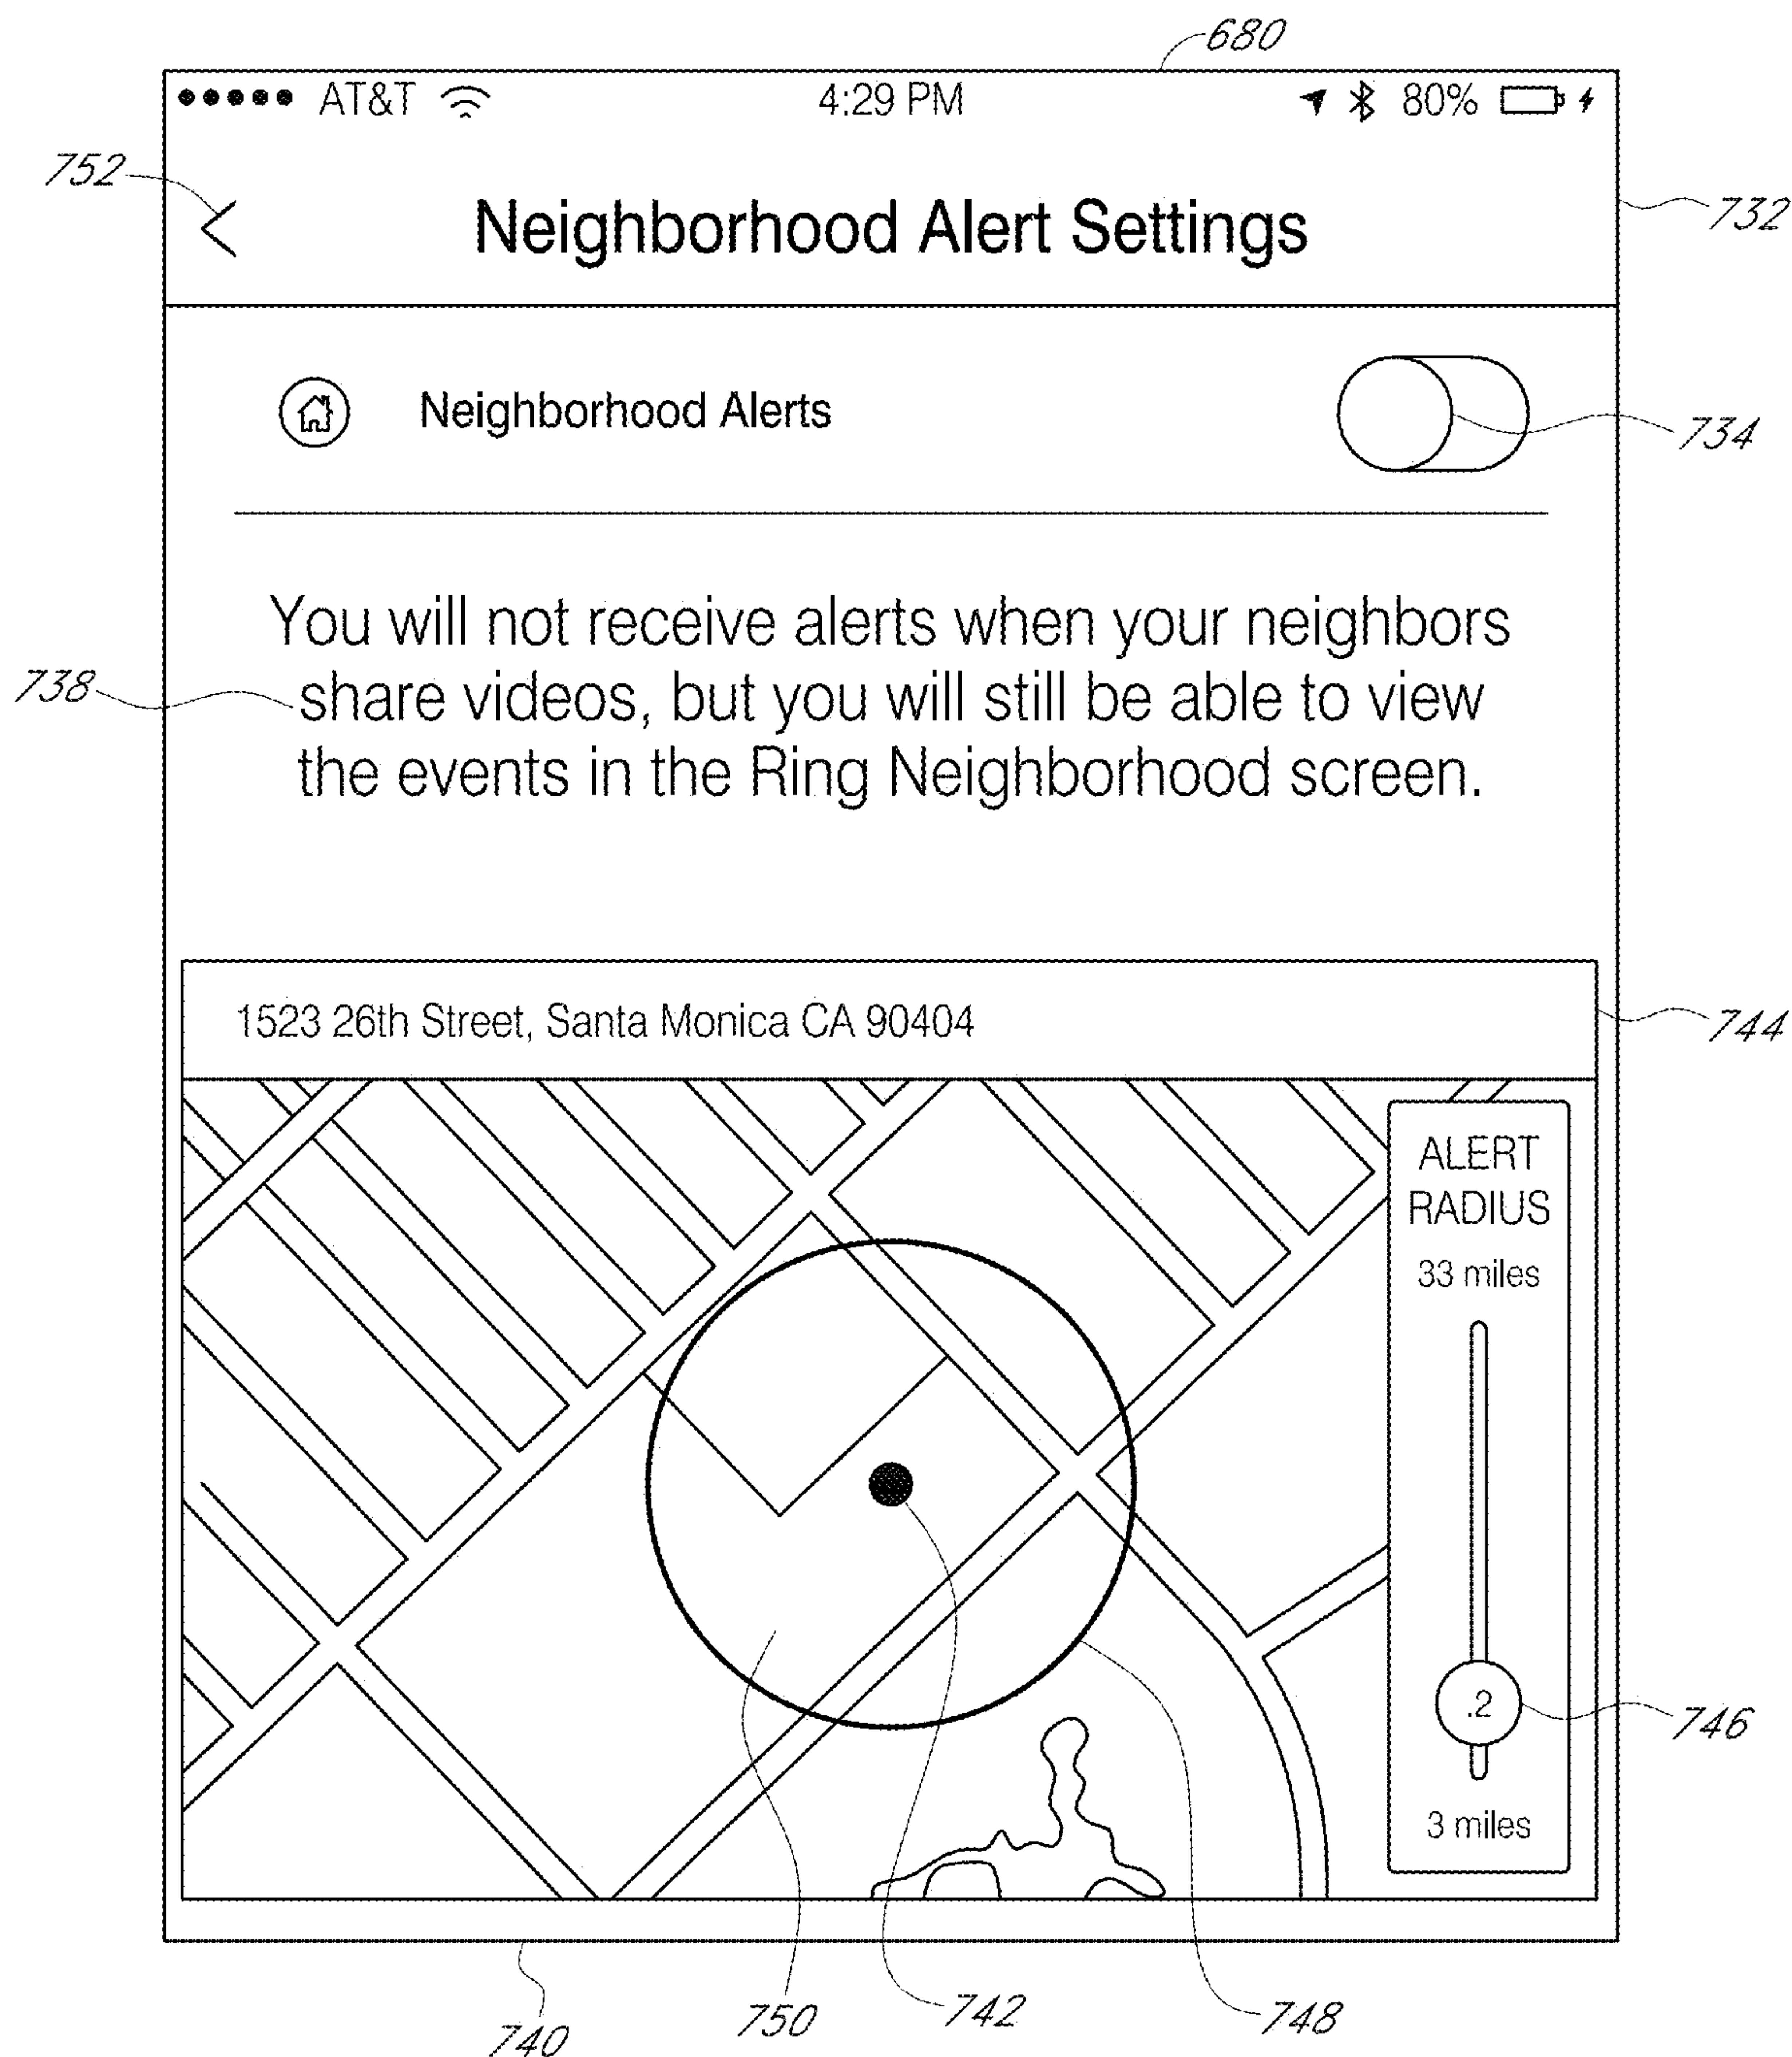 680
AT&T 4:29 PM 80%
752
Neighborhood Alert Settings
732
Neighborhood Alerts
734
You will not receive alerts when your neighbors
738
share videos, but you will still be able to view
the events in the Ring Neighborhood screen.
1523 26th Street, Santa Monica CA 90404
744
ALERT
RADIUS
33 miles
.2
746
3 miles
740
750
742
748